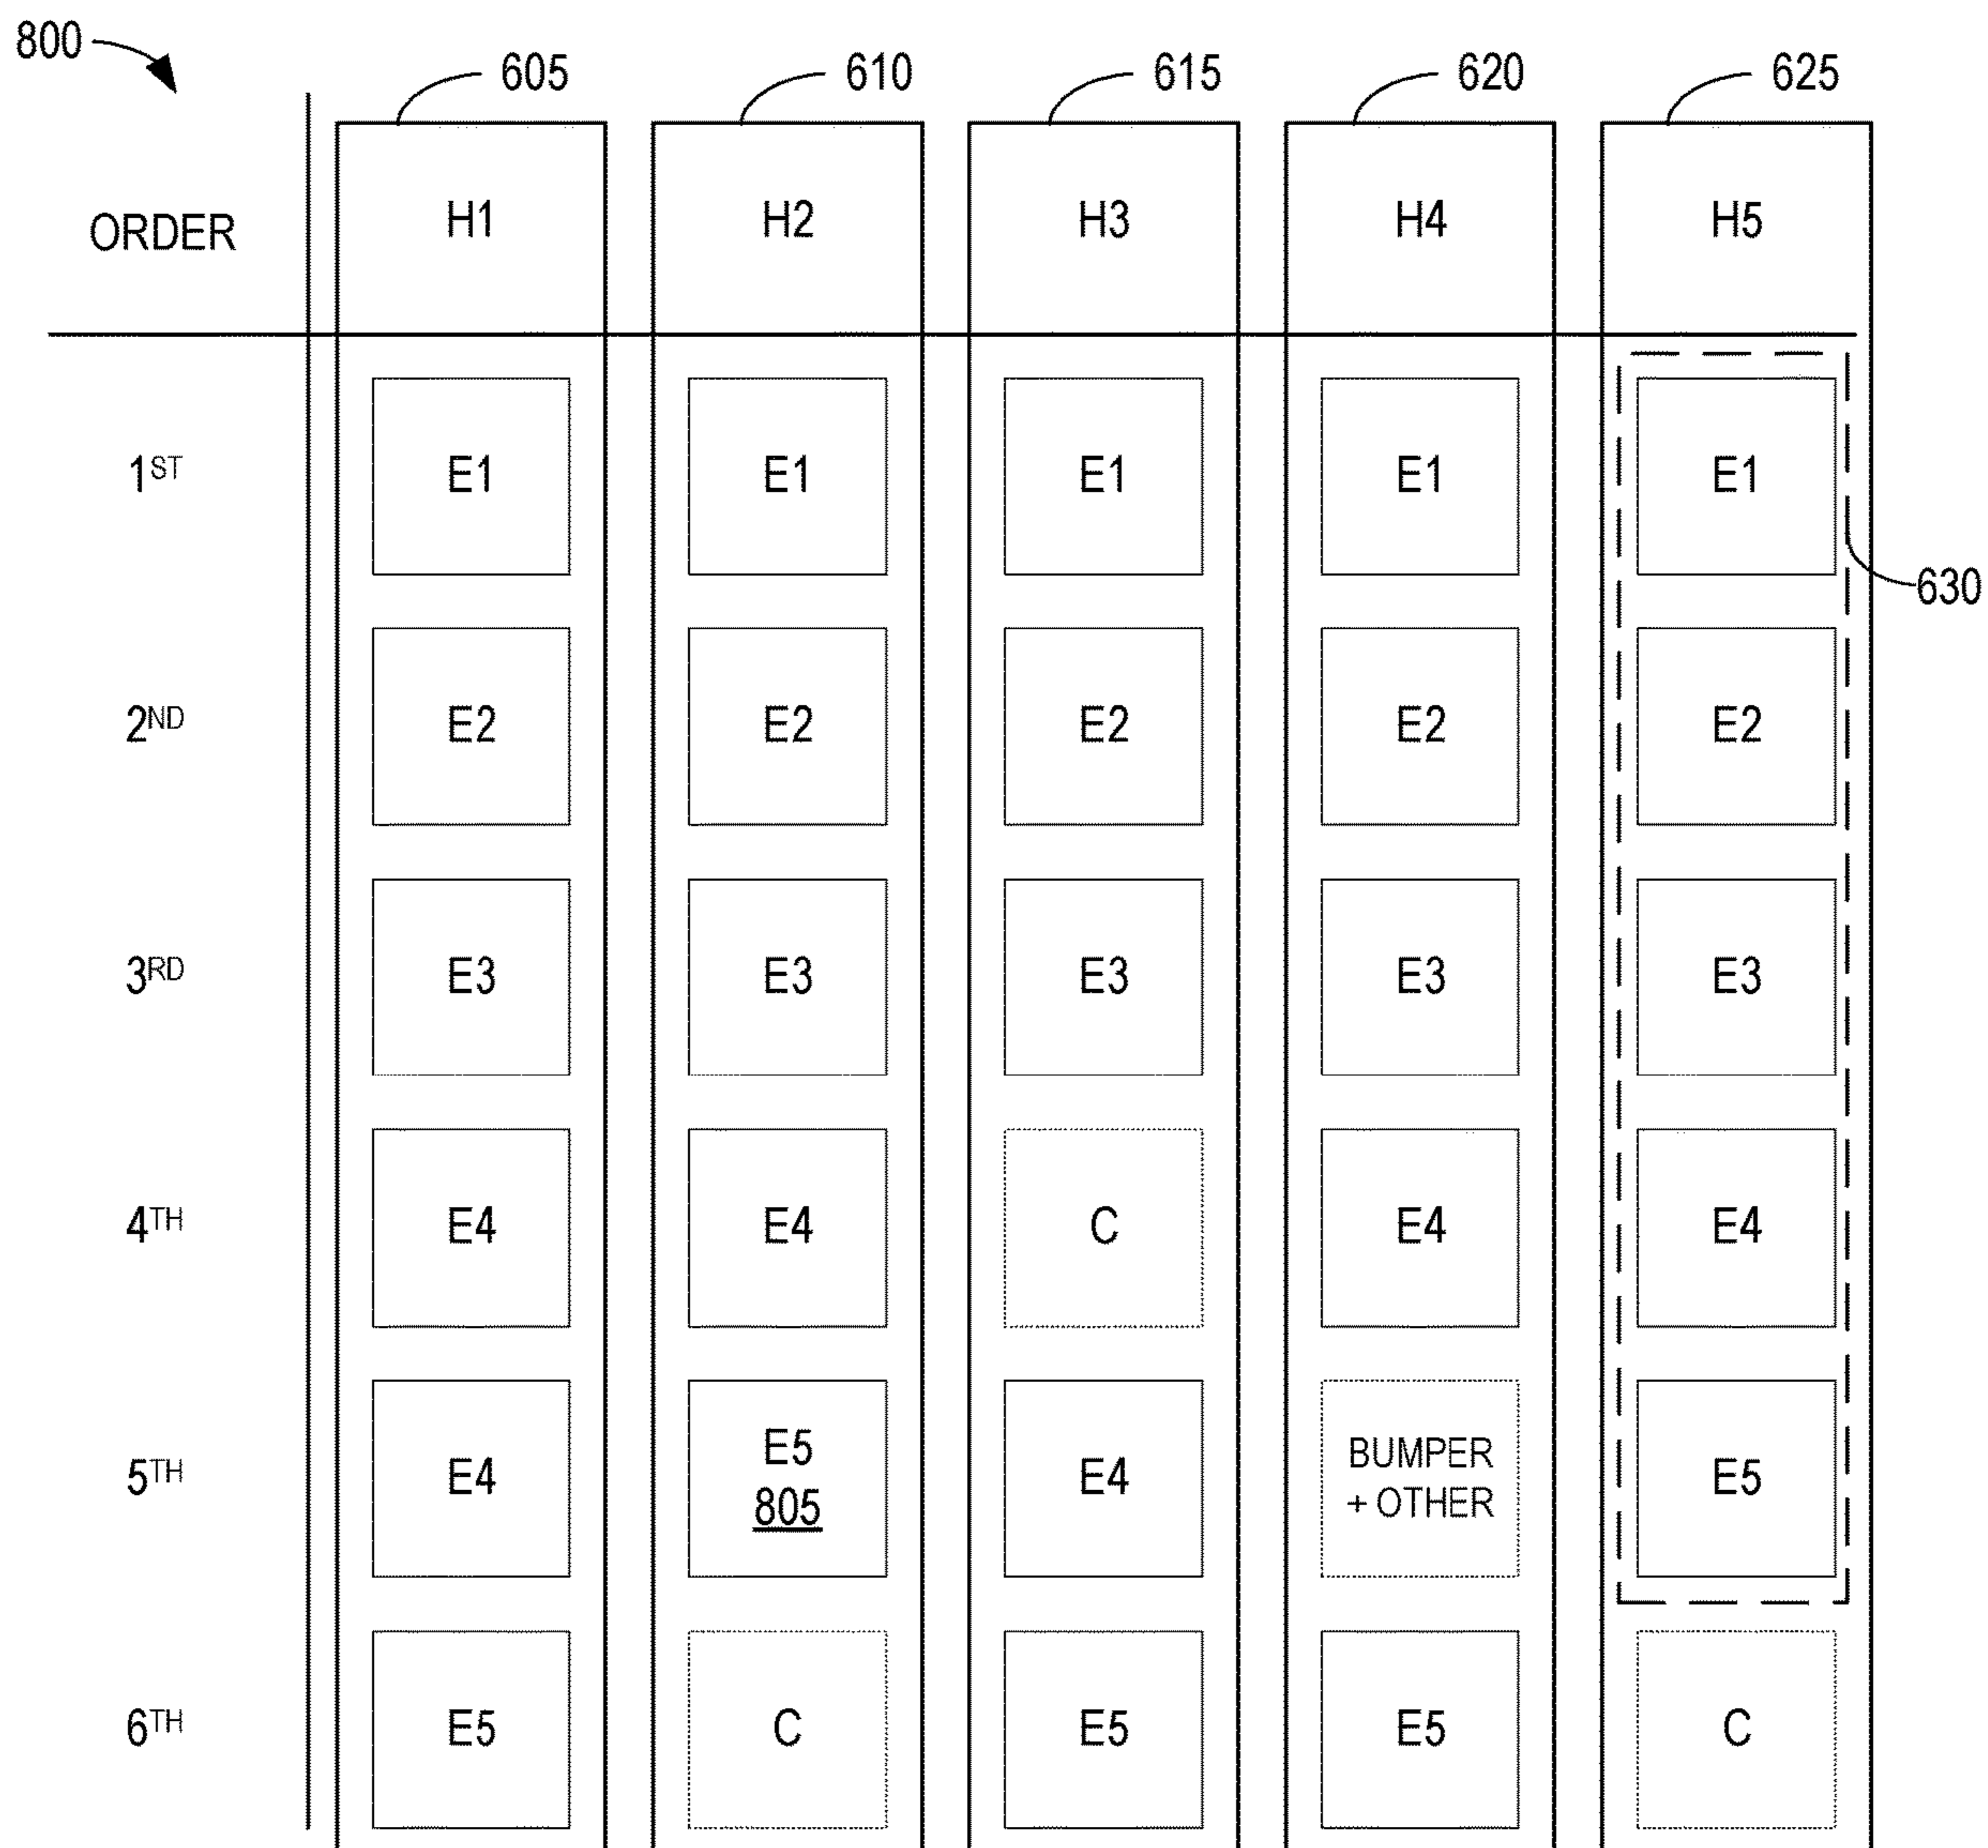 800
605 610 615 620 625
ORDER H1 H2 H3 H4 H5
1ST E1 E1 E1 E1 E1
630
2ND E2 E2 E2 E2 E2
3RD E3 E3 E3 E3 E3
4TH E4 E4 C E4 E4
5TH E4 E5 E4 BUMPER E5
805 + OTHER
6TH E5 C E5 E5 C